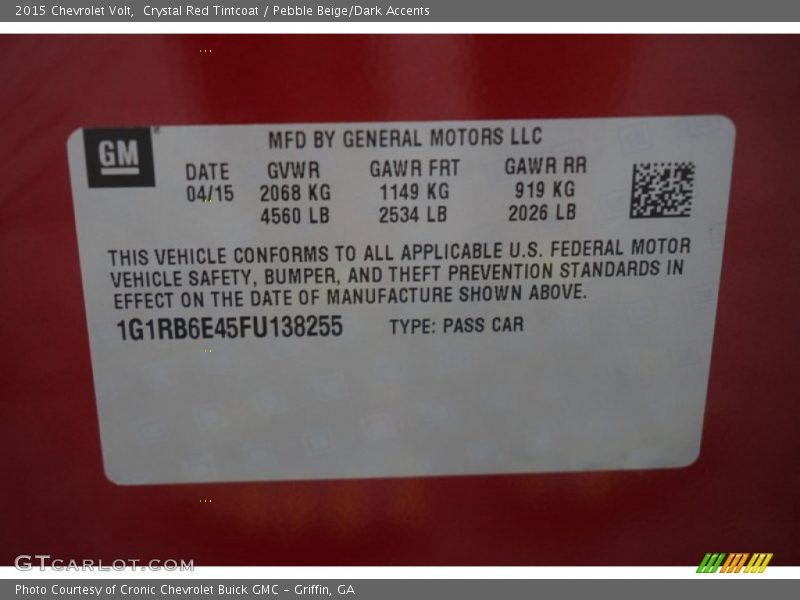 2015 Chevrolet Volt, Crystal Red Tintcoat / Pebble Beige/Dark Accents
GM
MFD BY GENERAL MOTORS LLC
DATE GVWR GAWR FRT GAWR RR
04/15 2068 KG 1149 KG 919 KG
4560 LB 2534 LB 2026 LB
THIS VEHICLE CONFORMS TO ALL APPLICABLE U.S. FEDERAL MOTOR
VEHICLE SAFETY, BUMPER, AND THEFT PREVENTION STANDARDS IN
EFFECT ON THE DATE OF MANUFACTURE SHOWN ABOVE.
1G1RB6E45FU138255 TYPE: PASS CAR
GTcarlot.com
Photo Courtesy of Cronic Chevrolet Buick GMC - Griffin, GA